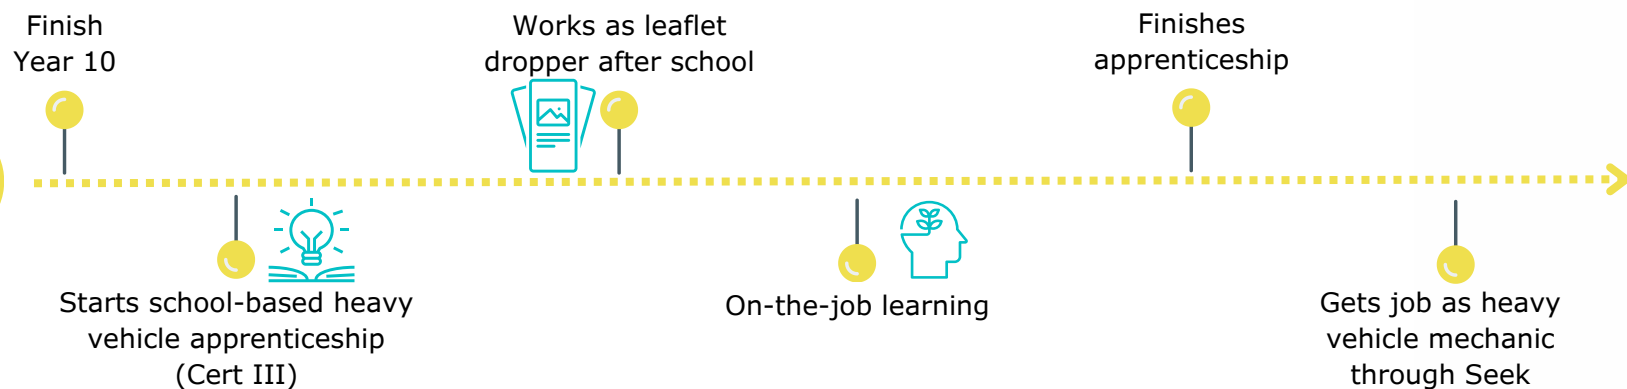 Finish
Year 10
Starts school-based heavy
vehicle apprenticeship
(Cert III)
Works as leaflet
dropper after school
On-the-job learning
Finishes
apprenticeship
Gets job as heavy
vehicle mechanic
through Seek